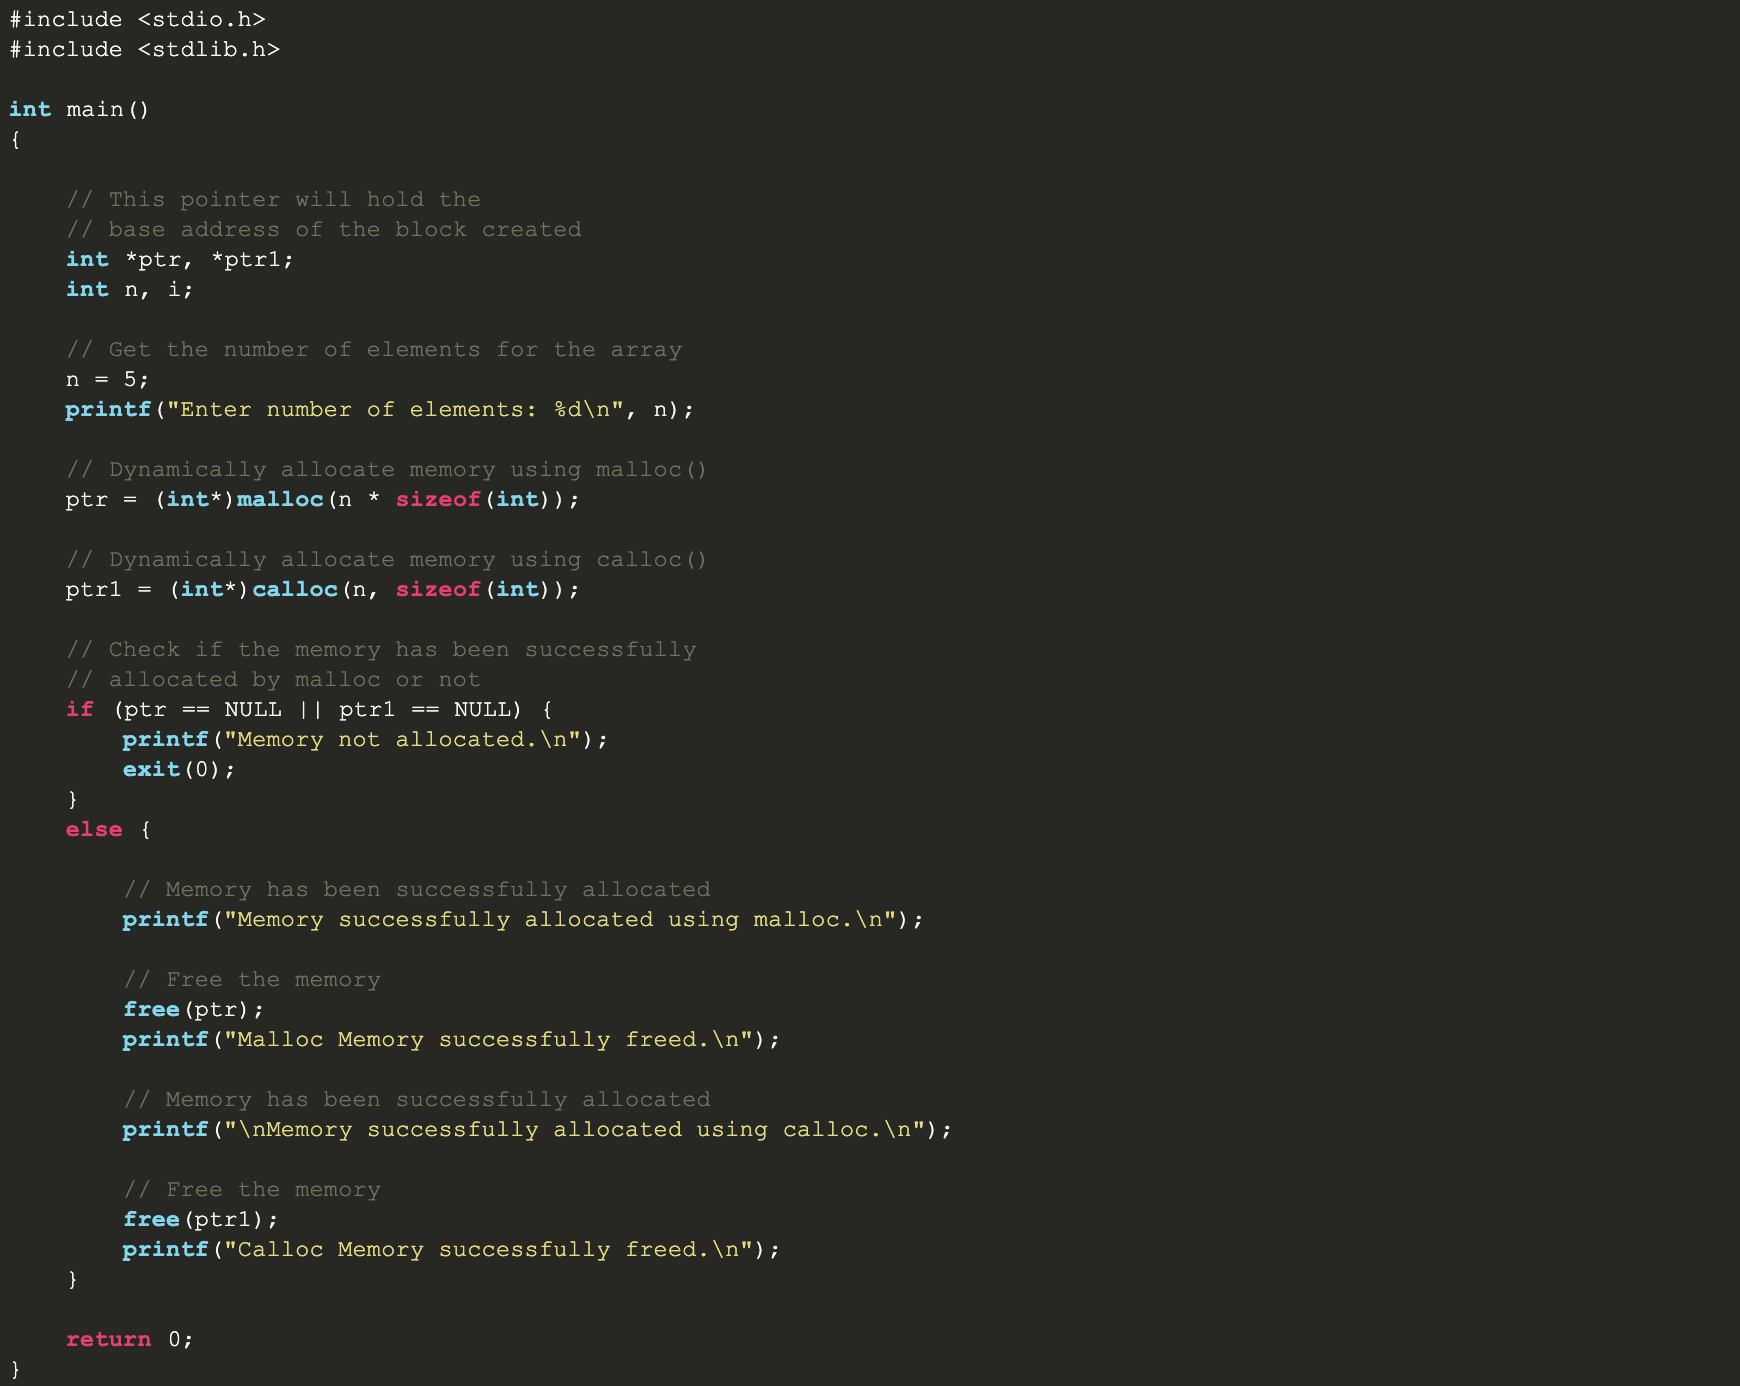 #include <stdio.h>
#include <stdlib.h>
int main()
{
// This pointer will hold the
// base address of the block created
int *ptr, *ptr1;
int n, i;
// Get the number of elements for the array
n = 5;
printf("Enter number of elements: %d\n", n);
// Dynamically allocate memory using malloc()
ptr = (int*)malloc(n * sizeof(int));
// Dynamically allocate memory using calloc()
ptr1 = (int*)calloc(n, sizeof(int));
// Check if the memory has been successfully
// allocated by malloc or not
if (ptr == NULL || ptr1 == NULL) {
printf("Memory not allocated.\n");
exit(0);
}
else {
// Memory has been successfully allocated
printf("Memory successfully allocated using malloc.\n");
// Free the memory
free(ptr);
printf("Malloc Memory successfully freed.\n");
// Memory has been successfully allocated
printf("\nMemory successfully allocated using calloc.\n");
// Free the memory
free(ptr1);
printf("Calloc Memory successfully freed.\n");
}
return 0;
}